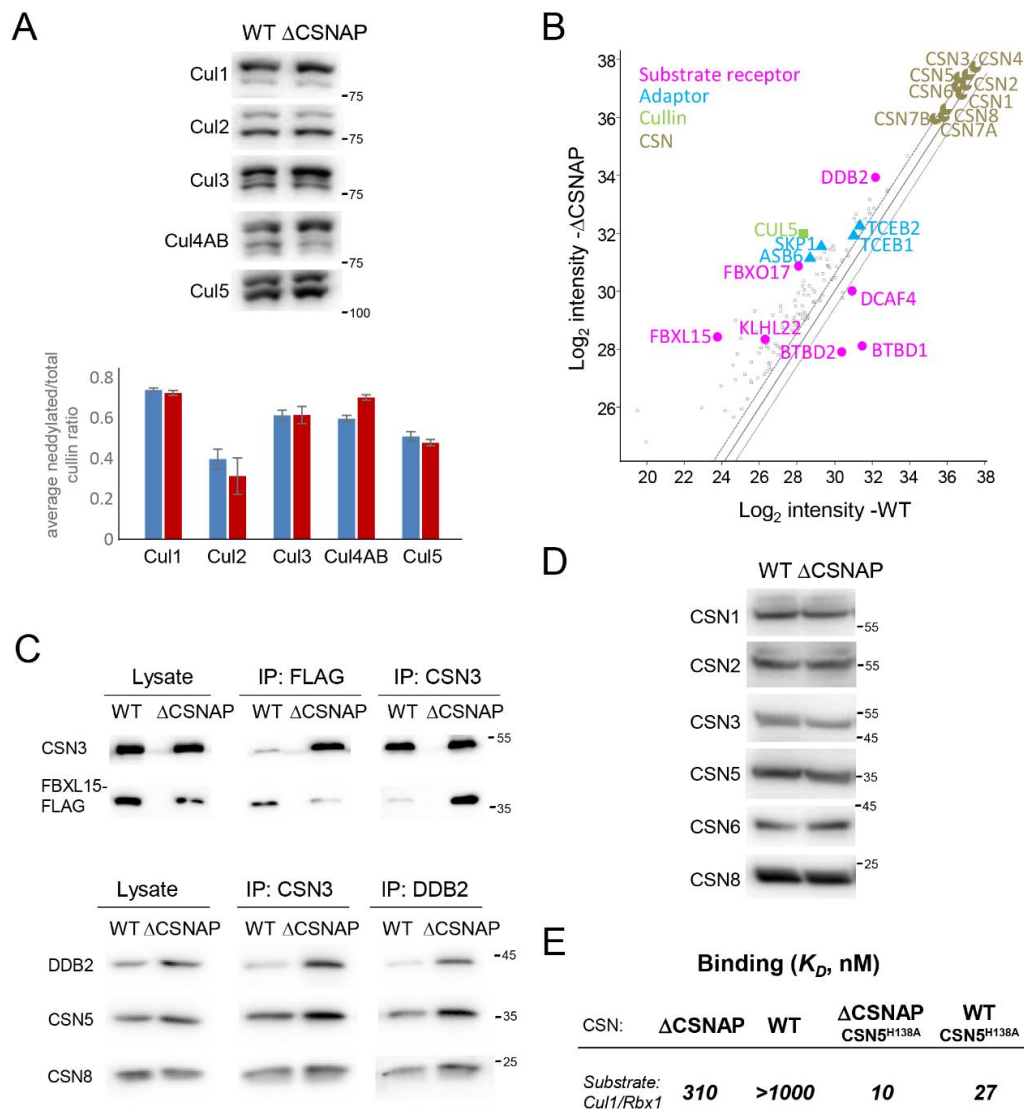 A
WT ΔCSNAP
Cul1
-75
Cul2
-75
Cul3
-75
Cul4AB
-75
Cul5
-100
average neddylated/total
cullin ratio
0.8
0.6
0.4
0.2
0
Cul1 Cul2 Cul3 Cul4AB Cul5
B
Log2 intensity -ΔCSNAP
38
36
34
32
30
28
26
Substrate receptor
Adaptor
Cullin
CSN
CSN3 CSN4
CSN5 CSN2
CSN6 CSN1
CSN7B CSN8
CSN7A
DDB2
CUL5 TCEB2
SKP1 TCEB1
ASB6
FBXO17
DCAF4
FBXL15 KLHL22
BTBD2 BTBD1
20 22 24 26 28 30 32 34 36 38
Log2 intensity -WT
C
Lysate IP: FLAG IP: CSN3
WT ΔCSNAP WT ΔCSNAP WT ΔCSNAP
CSN3
-55
FBXL15-
FLAG
-35
Lysate IP: CSN3 IP: DDB2
WT ΔCSNAP WT ΔCSNAP WT ΔCSNAP
DDB2
-45
CSN5
-35
CSN8
-25
D
WT ΔCSNAP
CSN1
-55
CSN2
-55
CSN3
-55
-45
CSN5
-35
-45
CSN6
CSN8
-25
E
Binding (KD, nM)
CSN: ΔCSNAP WT ΔCSNAP CSN5H138A WT CSN5H138A
Substrate:
Cul1/Rbx1 310 >1000 10 27